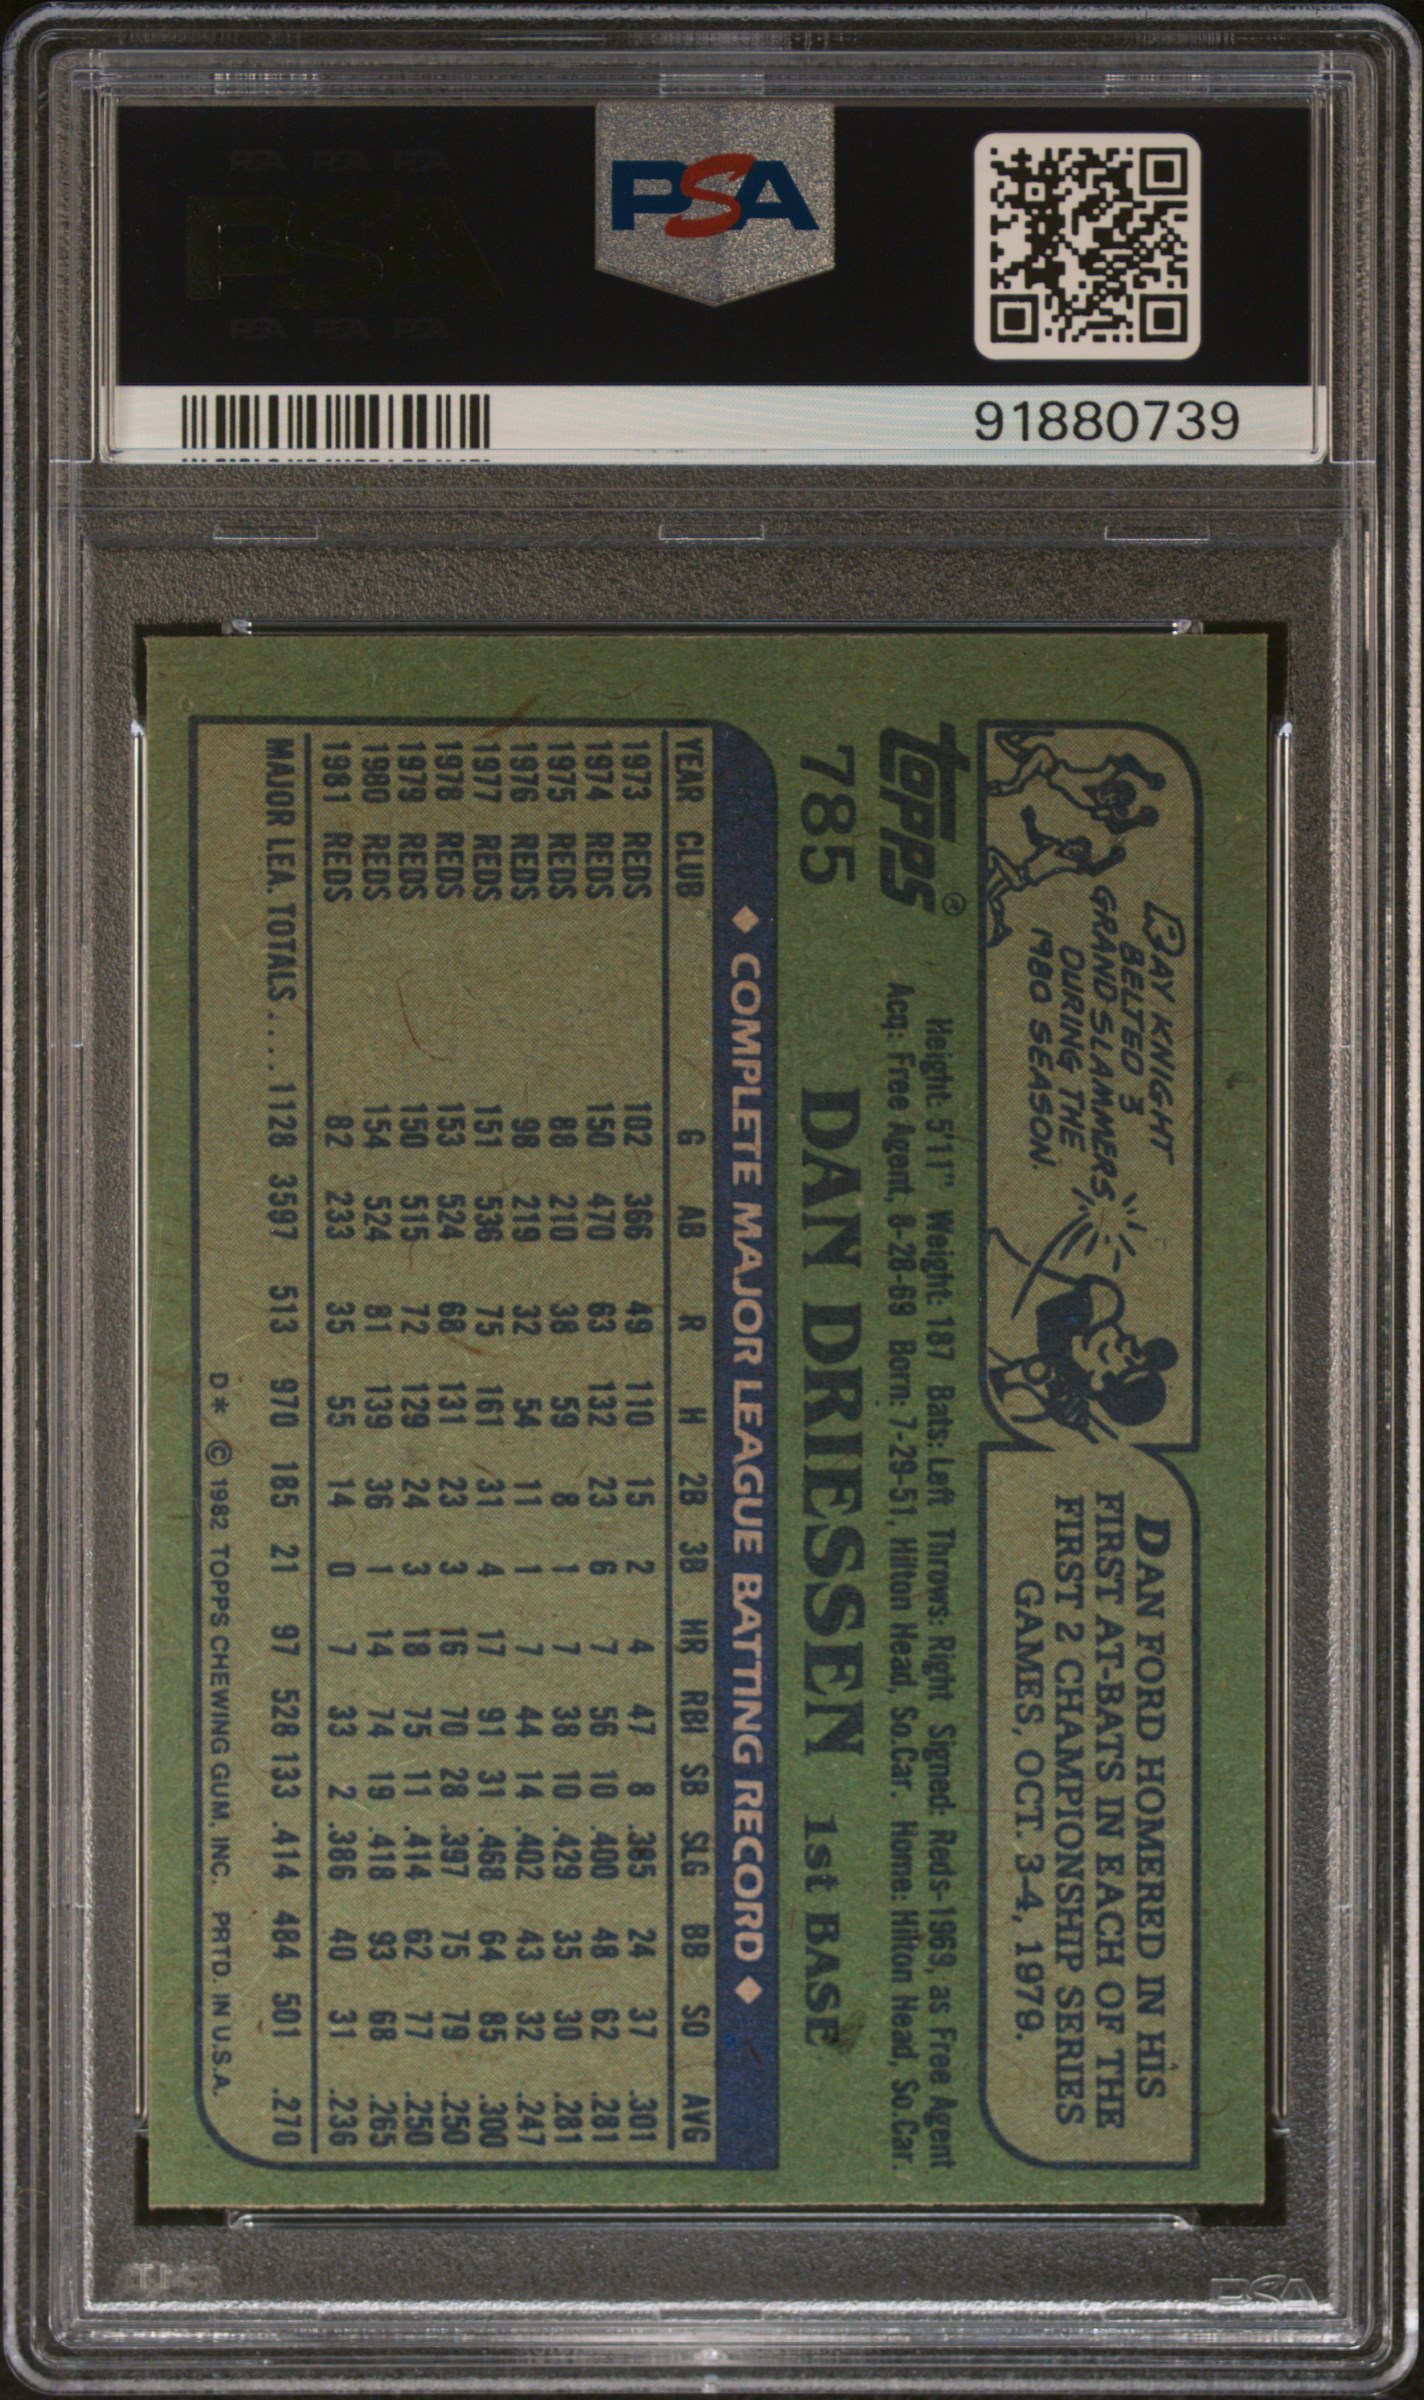 PSA PSA PSA
PSA
PSA PSA PSA
PSA
91880739
RAY KNIGHT
BELTED 3
GRAND SLAMMERS
DURING THE
1980 SEASON.
DAN FORD HOMERED IN HIS
FIRST AT-BATS IN EACH OF THE
FIRST 2 CHAMPIONSHIP SERIES
GAMES, OCT. 3-4, 1979.
Topps®
785
Height: 5'11" Weight: 187 Bats: Left Throws: Right Signed: Reds-1969, as Free Agent
Acq: Free Agent, 8-28-69 Born: 7-29-51, Hilton Head, So.Car. Home: Hilton Head, So.Car.
DAN DRIESSEN 1st BASE
◆ COMPLETE MAJOR LEAGUE BATTING RECORD ◆
YEAR CLUB G AB R H 2B 3B HR RBI SB SLG BB SO AVG
1973 REDS 102 366 49 110 15 2 4 47 8 .385 24 37 .301
1974 REDS 150 470 63 132 23 6 7 56 10 .400 48 62 .281
1975 REDS 88 210 38 59 8 1 7 38 10 .429 35 30 .281
1976 REDS 98 219 32 54 11 1 7 44 14 .402 43 32 .247
1977 REDS 151 536 75 161 31 4 17 91 31 .468 64 85 .300
1978 REDS 153 524 68 131 23 3 16 70 28 .397 75 79 .250
1979 REDS 150 515 72 129 24 3 18 75 11 .414 62 77 .250
1980 REDS 154 524 81 139 36 1 14 74 19 .418 93 68 .265
1981 REDS 82 233 35 55 14 0 7 33 2 .386 40 31 .236
MAJOR LEA. TOTALS..... 1128 3597 513 970 185 21 97 528 133 .414 484 501 .270
D* © 1982 TOPPS CHEWING GUM, INC. PRTD. IN U.S.A.
PSA